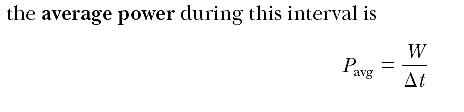 the average power during this interval is
P_avg = W / Δt